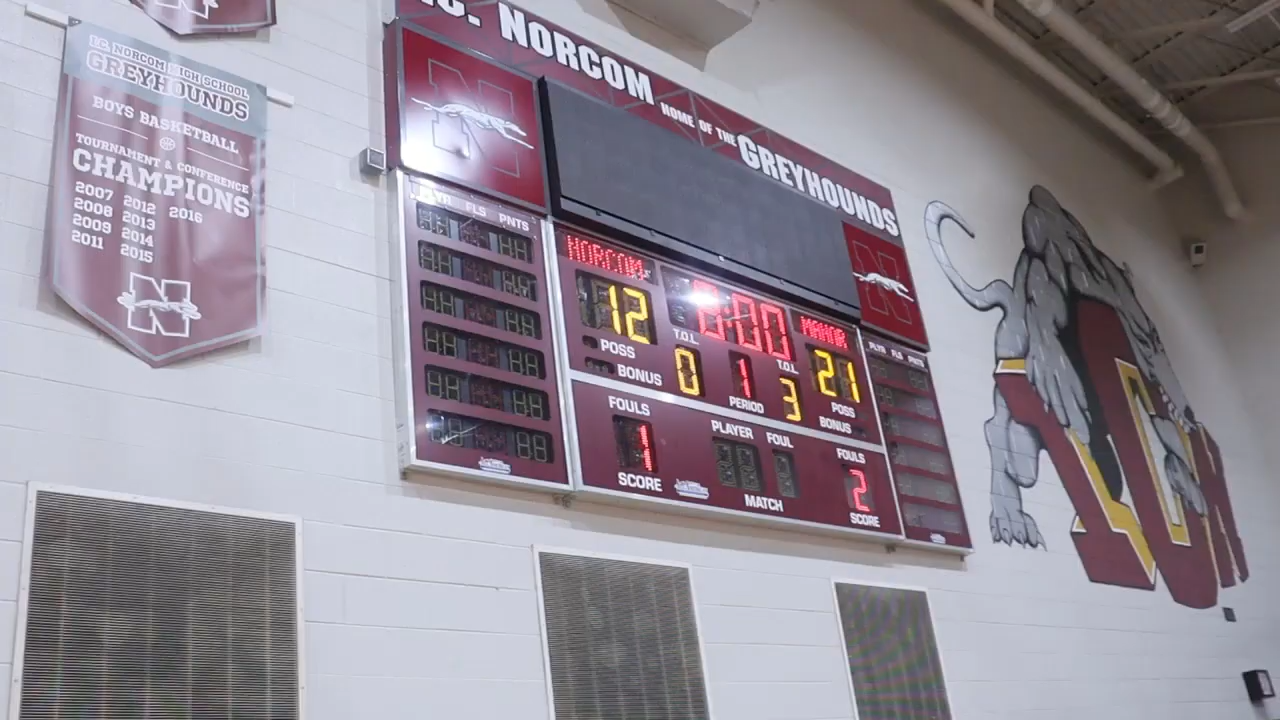 I.C. NORCOM HIGH SCHOOL
GREYHOUNDS
BOYS BASKETBALL
TOURNAMENT & CONFERENCE
CHAMPIONS
2007 2012 2016
2008 2013
2009 2014
2011 2015
N
I.C. NORCOM HOME OF THE GREYHOUNDS
N
N
PLYR FLS PNTS
NORCOM
12
8:00
MANOR
21
T.O.L.
T.O.L.
POSS
BONUS
0
1
PERIOD
3
POSS
BONUS
PLYR FLS PNTS
FOULS
1
SCORE
PLAYER FOUL
MATCH
FOULS
2
SCORE